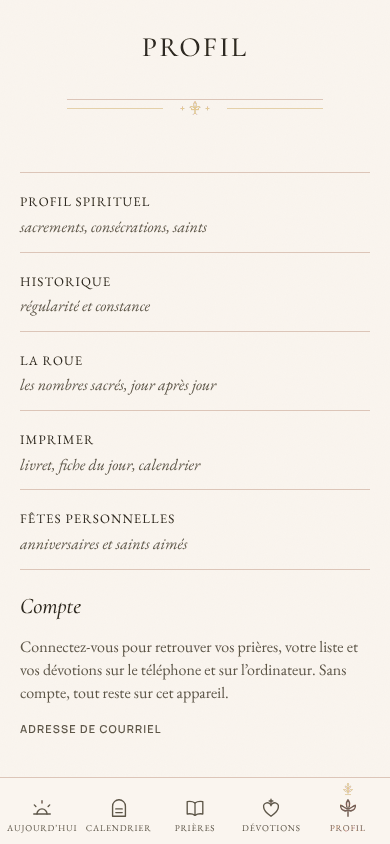 PROFIL
PROFIL SPIRITUEL
sacrements, consécrations, saints
HISTORIQUE
régularité et constance
LA ROUE
les nombres sacrés, jour après jour
IMPRIMER
livret, fiche du jour, calendrier
FÊTES PERSONNELLES
anniversaires et saints aimés
Compte
Connectez-vous pour retrouver vos prières, votre liste et
vos dévotions sur le téléphone et sur l’ordinateur. Sans
compte, tout reste sur cet appareil.
ADRESSE DE COURRIEL
AUJOURD’HUI CALENDRIER PRIÈRES DÉVOTIONS PROFIL